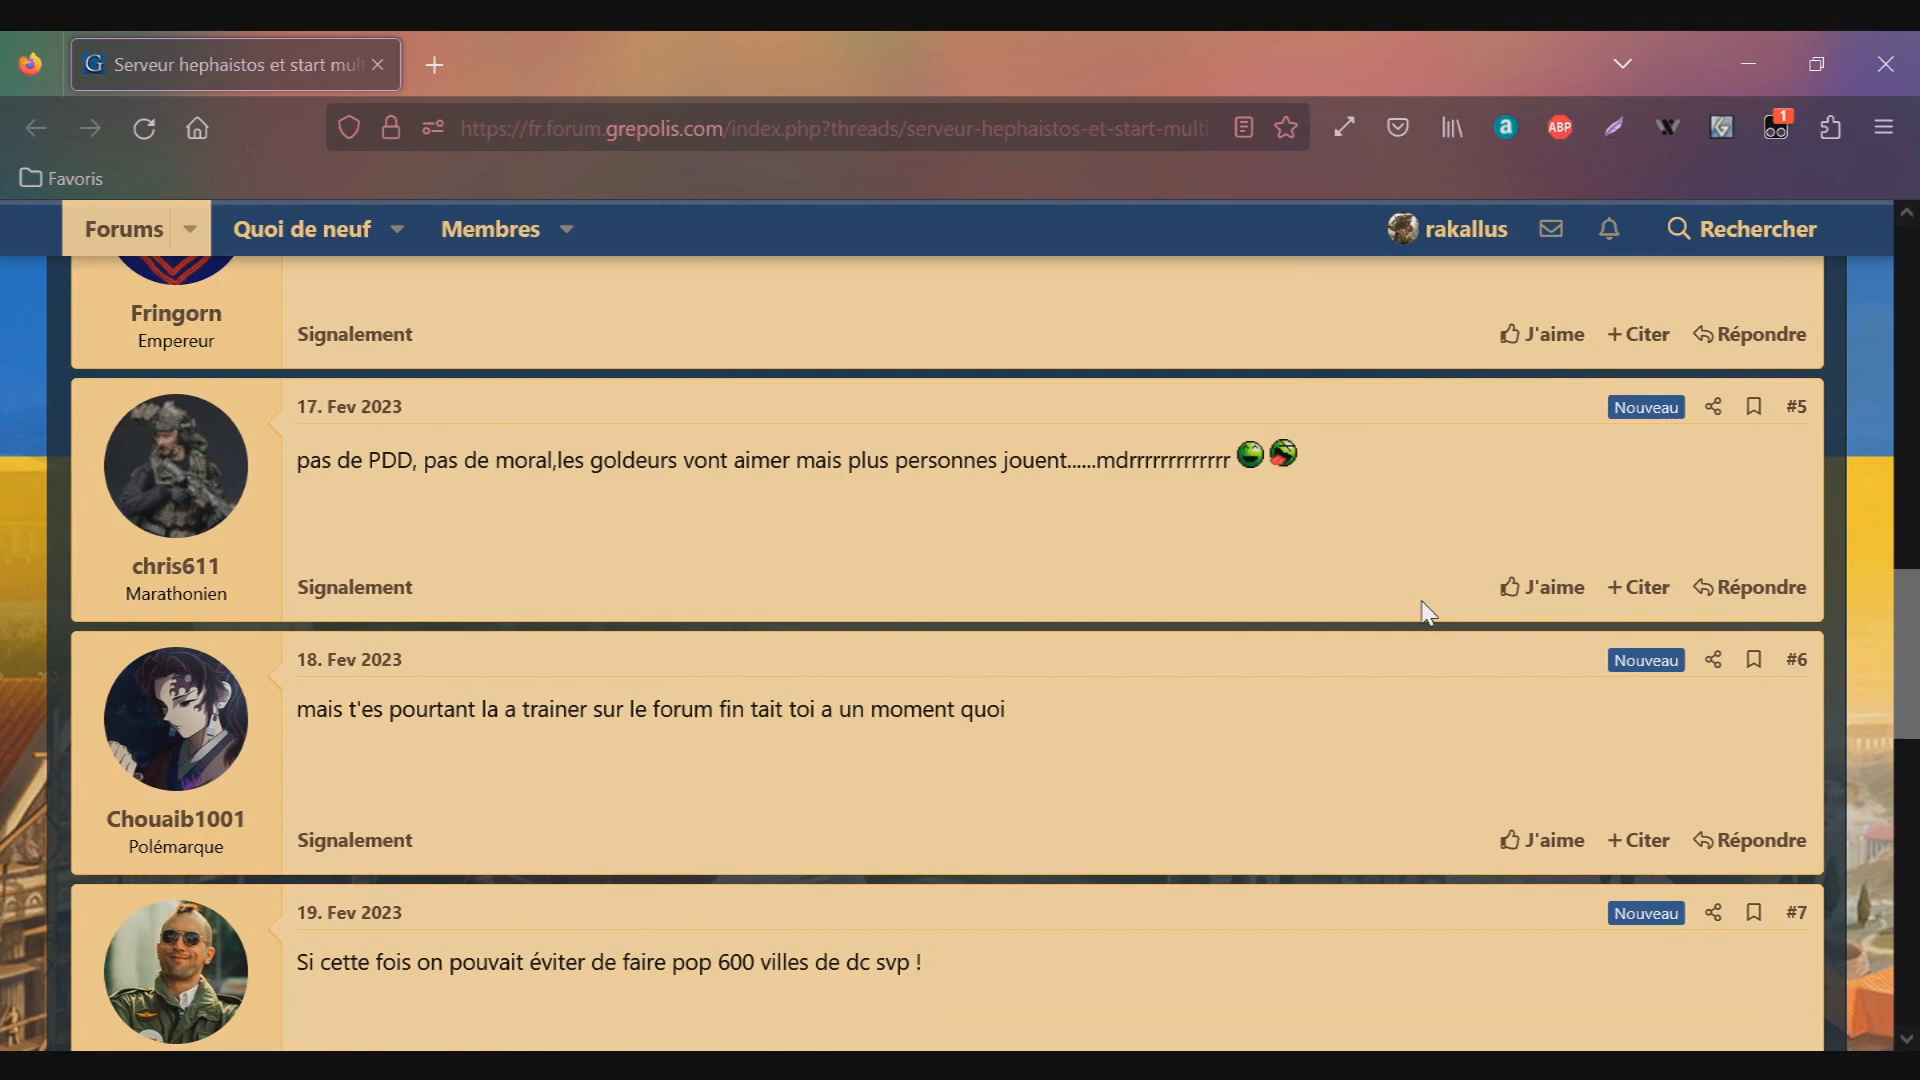 Serveur hephaistos et start mul
https://fr.forum.grepolis.com/index.php?threads/serveur-hephaistos-et-start-multi-
ABP
1
Favoris
Forums
Quoi de neuf
Membres
rakallus
Rechercher
Fringorn
Empereur
Signalement
J'aime
+Citer
Répondre
17. Fev 2023
Nouveau
#5
pas de PDD, pas de moral,les goldeurs vont aimer mais plus personnes jouent......mdrrrrrrrrrrrrr
chris611
Marathonien
Signalement
J'aime
+Citer
Répondre
18. Fev 2023
Nouveau
#6
mais t'es pourtant la a trainer sur le forum fin tait toi a un moment quoi
Chouaib1001
Polémarque
Signalement
J'aime
+Citer
Répondre
19. Fev 2023
Nouveau
#7
Si cette fois on pouvait éviter de faire pop 600 villes de dc svp !